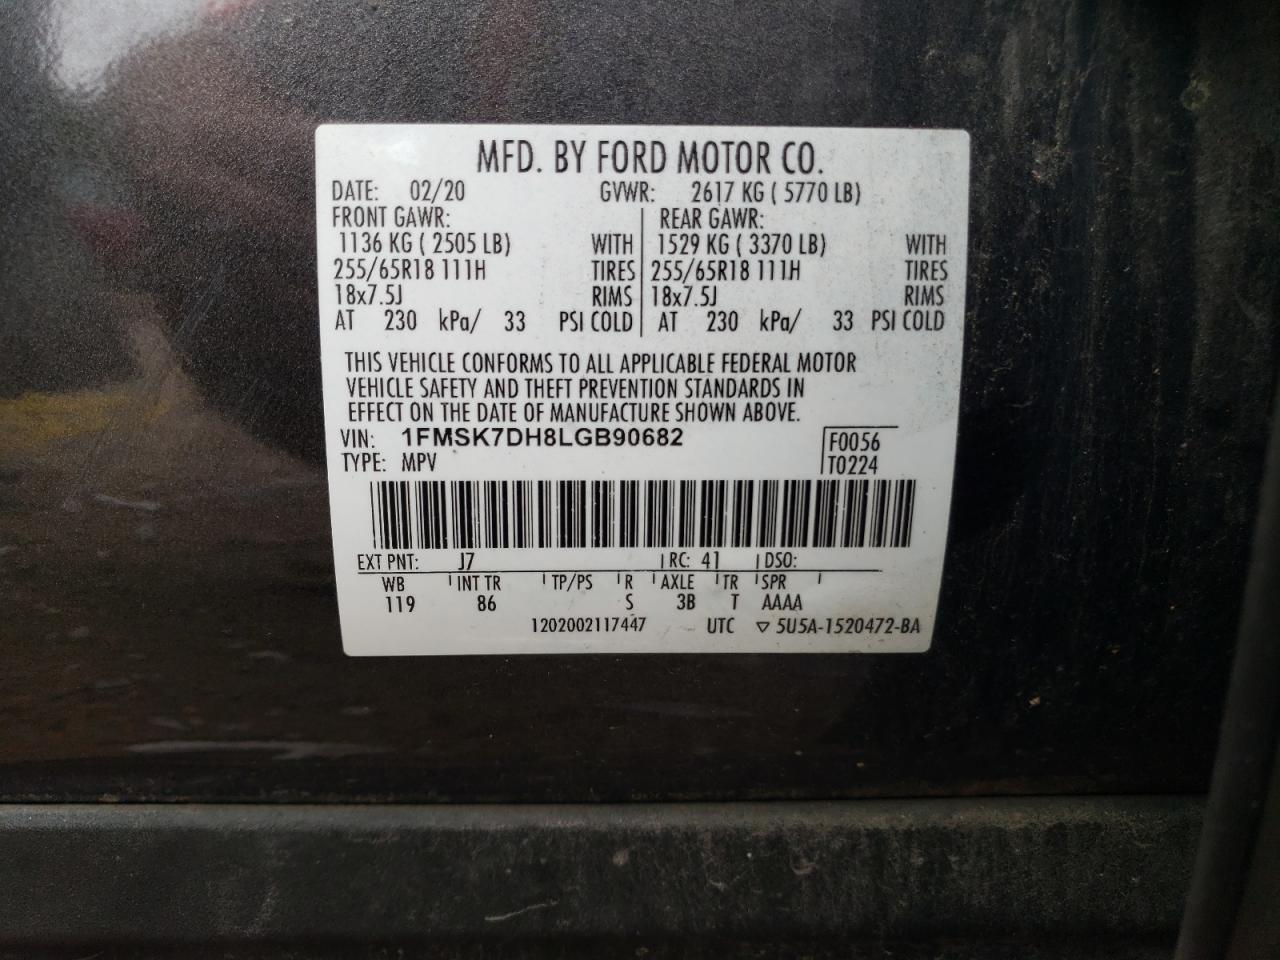 MFD. BY FORD MOTOR CO.
DATE: 02/20 GVWR: 2617 KG ( 5770 LB)
FRONT GAWR: REAR GAWR:
1136 KG ( 2505 LB) WITH 1529 KG ( 3370 LB) WITH
255/65R18 111H TIRES 255/65R18 111H TIRES
18x7.5J RIMS 18x7.5J RIMS
AT 230 kPa/ 33 PSI COLD AT 230 kPa/ 33 PSI COLD
THIS VEHICLE CONFORMS TO ALL APPLICABLE FEDERAL MOTOR
VEHICLE SAFETY AND THEFT PREVENTION STANDARDS IN
EFFECT ON THE DATE OF MANUFACTURE SHOWN ABOVE.
VIN: 1FMSK7DH8LGB90682 F0056
TYPE: MPV T0224
EXT PNT: J7 RC: 41 DSO:
WB INT TR TP/PS R AXLE TR SPR
119 86 S 3B T AAAA
1202002117447 UTC ▽ 5U5A-1520472-BA